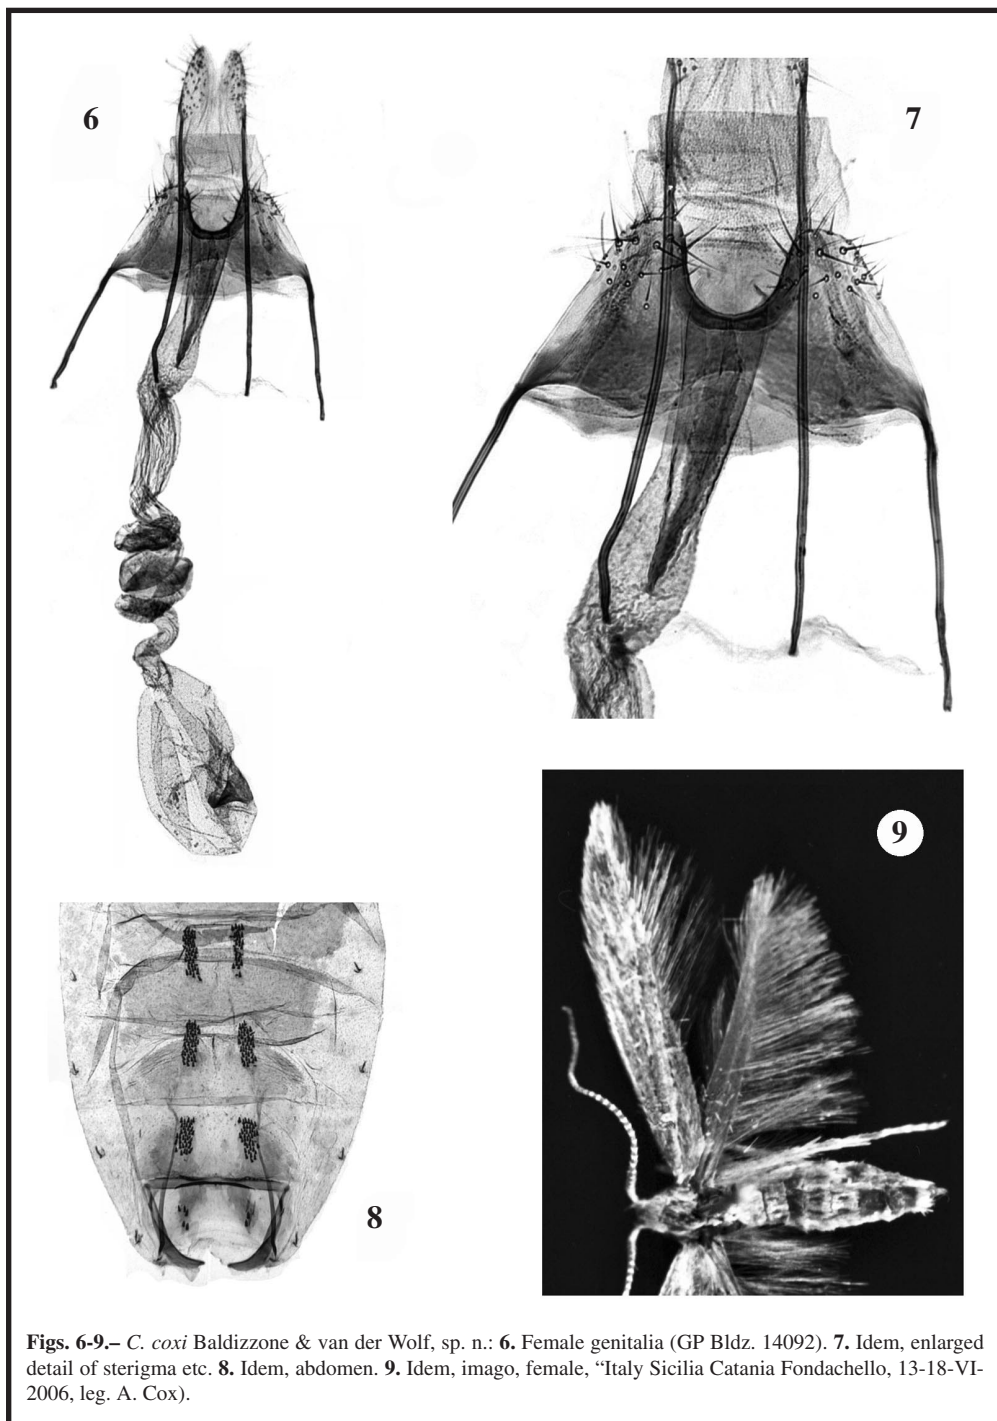 6
7
9
8
Figs. 6-9.– C. coxi Baldizzone & van der Wolf, sp. n.: 6. Female genitalia (GP Bldz. 14092). 7. Idem, enlarged
detail of sterigma etc. 8. Idem, abdomen. 9. Idem, imago, female, “Italy Sicilia Catania Fondachello, 13-18-VI-
2006, leg. A. Cox).